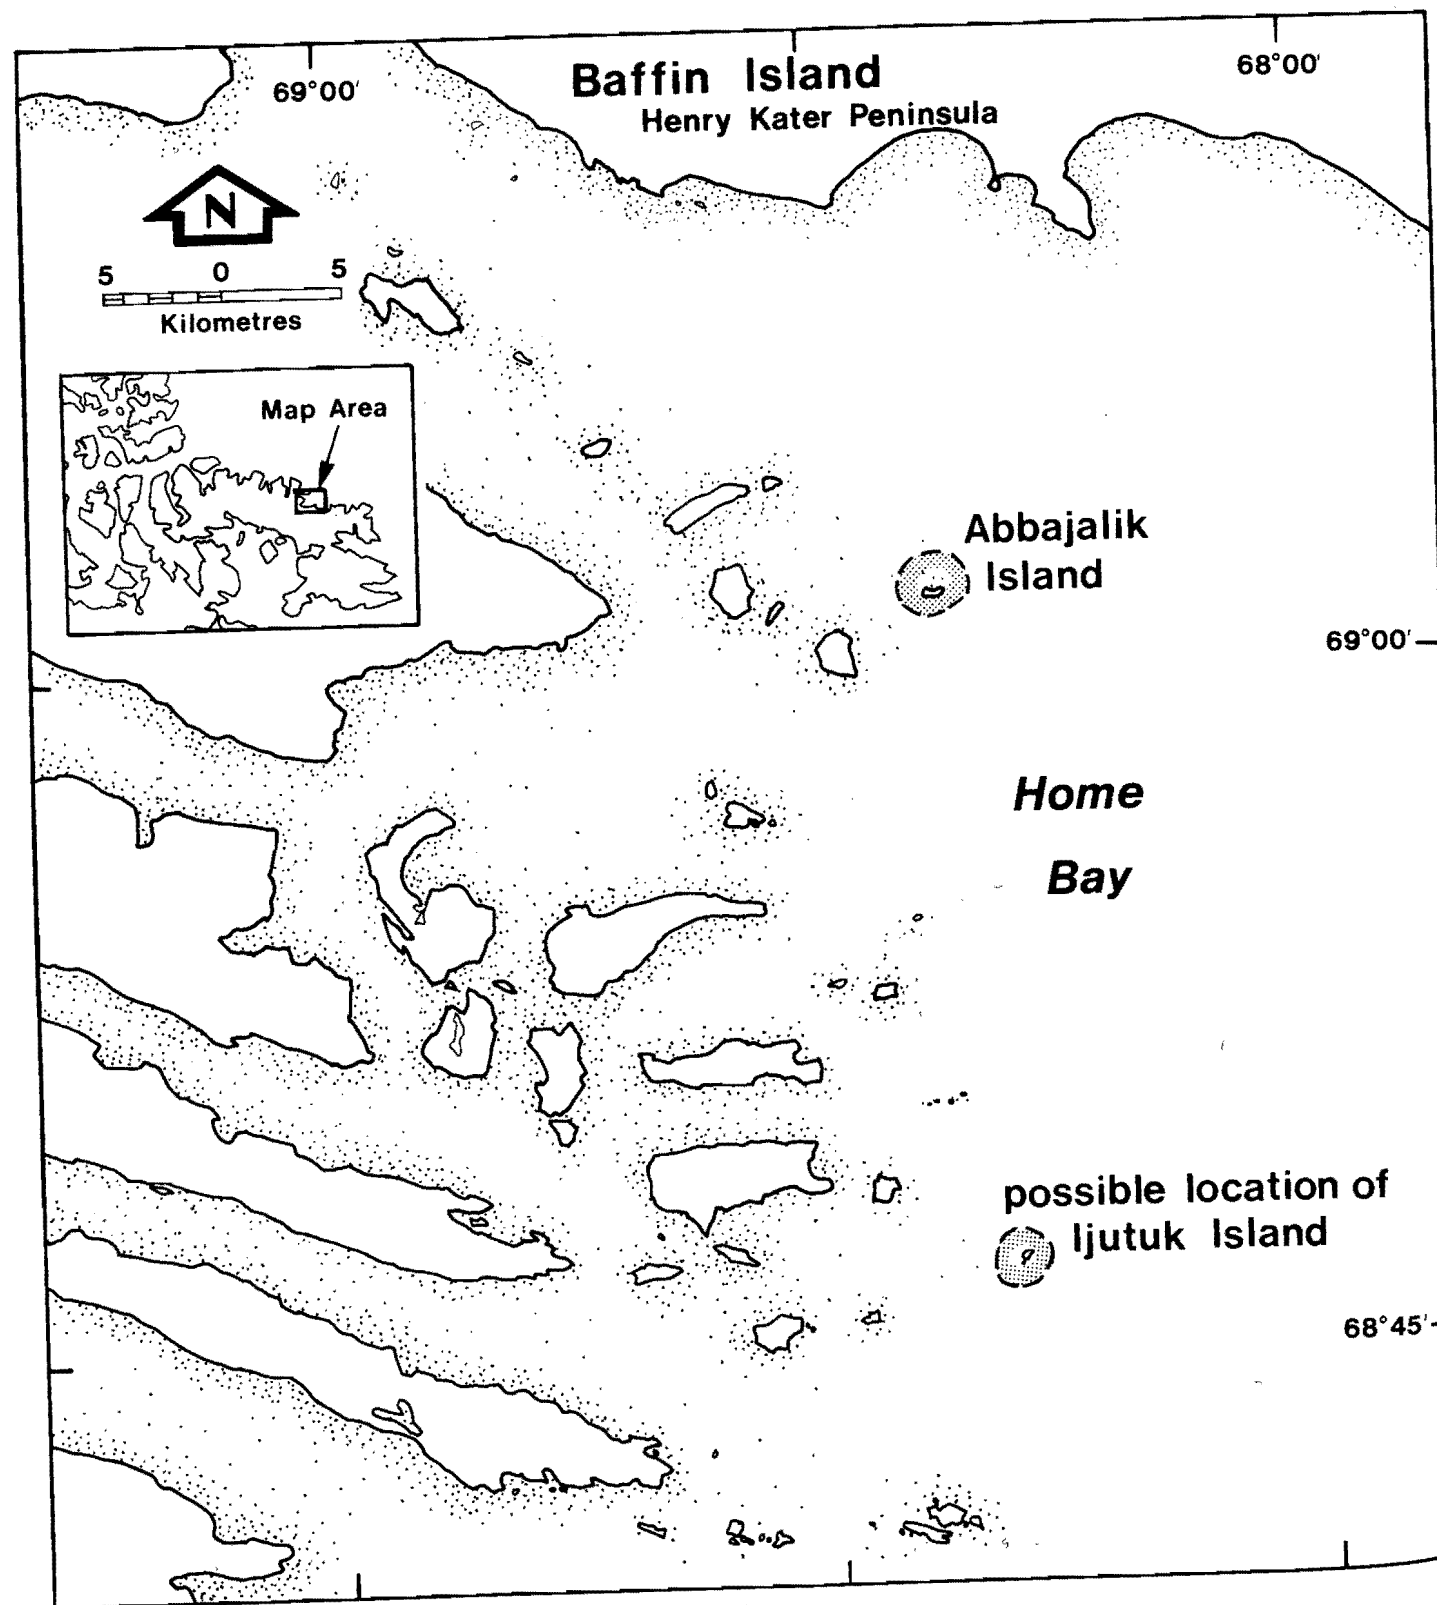 Baffin Island
Henry Kater Peninsula
69°00'
68°00'
N
5 0 5
Kilometres
Map Area
Abbajalik
Island
69°00'
Home
Bay
possible location of
Ijutuk Island
68°45'